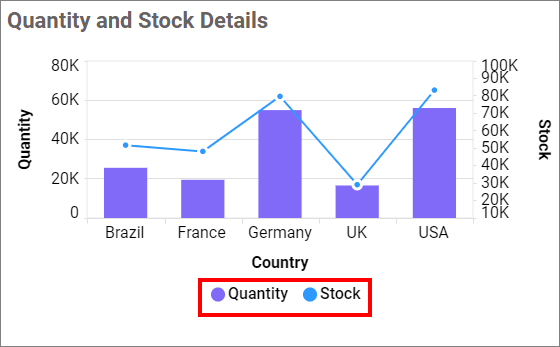 Quantity and Stock Details
80K
60K
40K
20K
0
Quantity
100K
90K
80K
70K
60K
50K
40K
30K
20K
10K
Stock
Brazil France Germany UK USA
Country
Quantity Stock